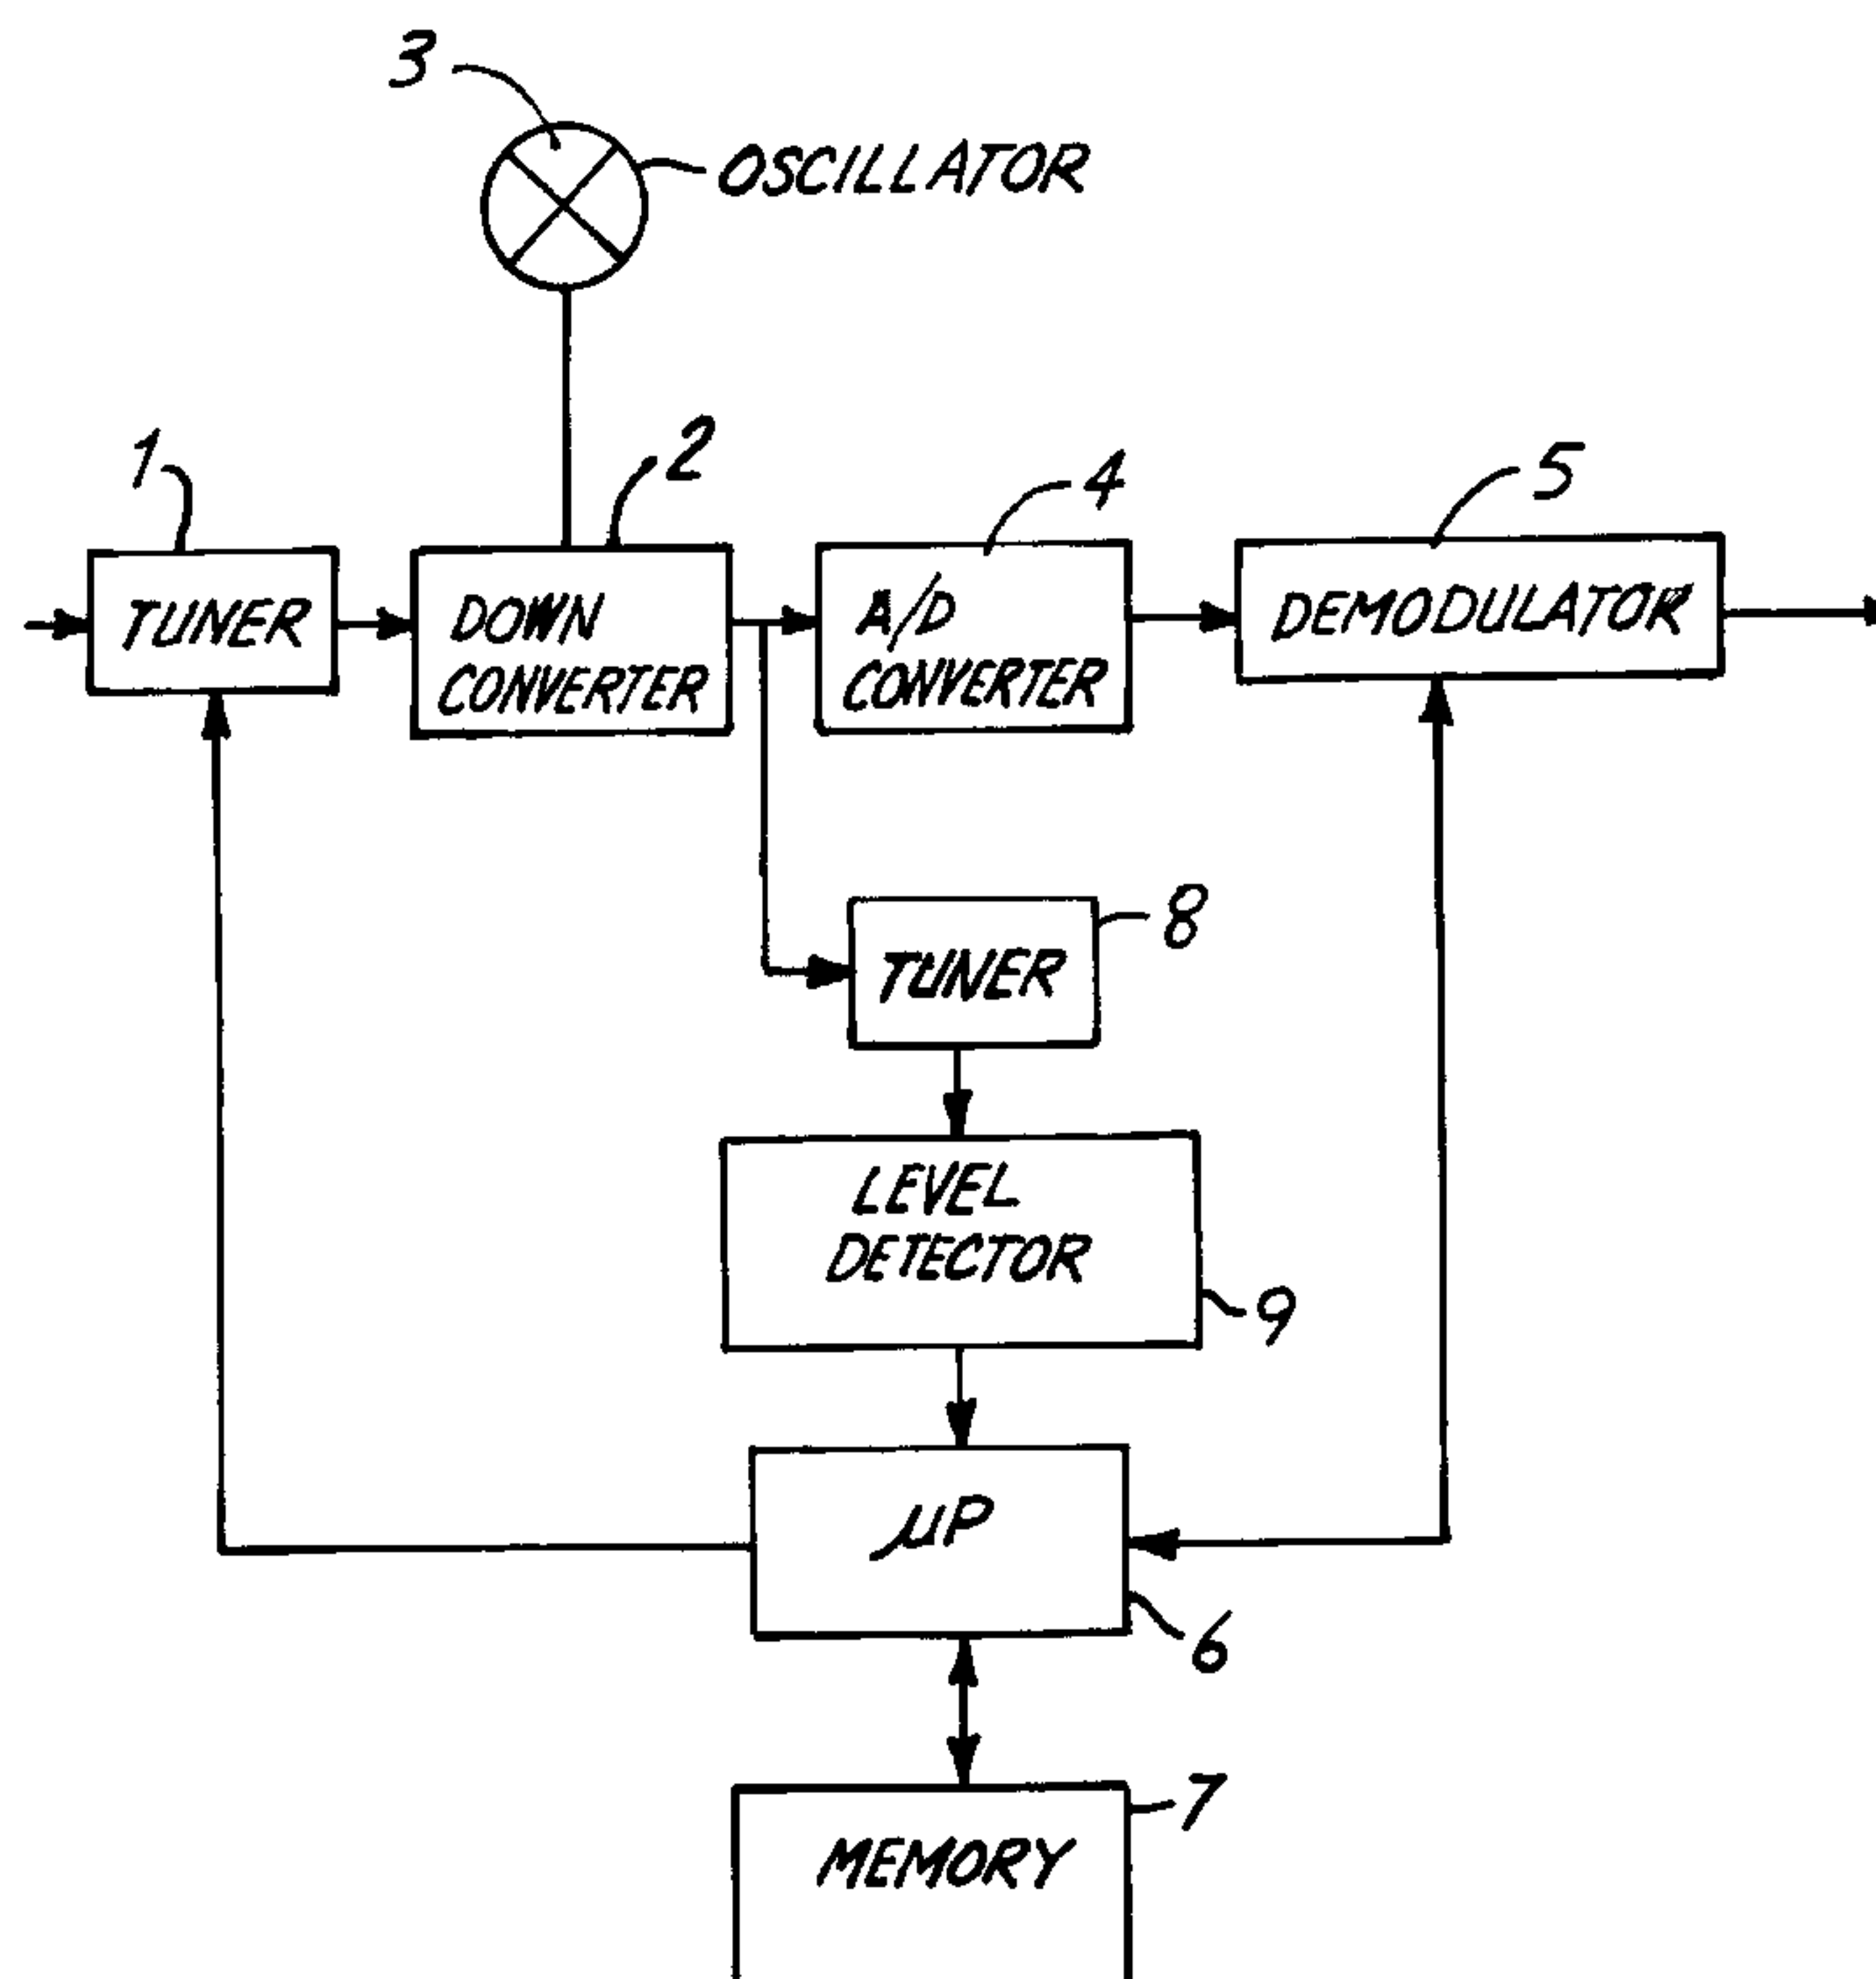 3
OSCILLATOR
1
2
4
5
TUNER
DOWN
CONVERTER
A/D
CONVERTER
DEMODULATOR
8
TUNER
LEVEL
DETECTOR
9
μP
6
7
MEMORY